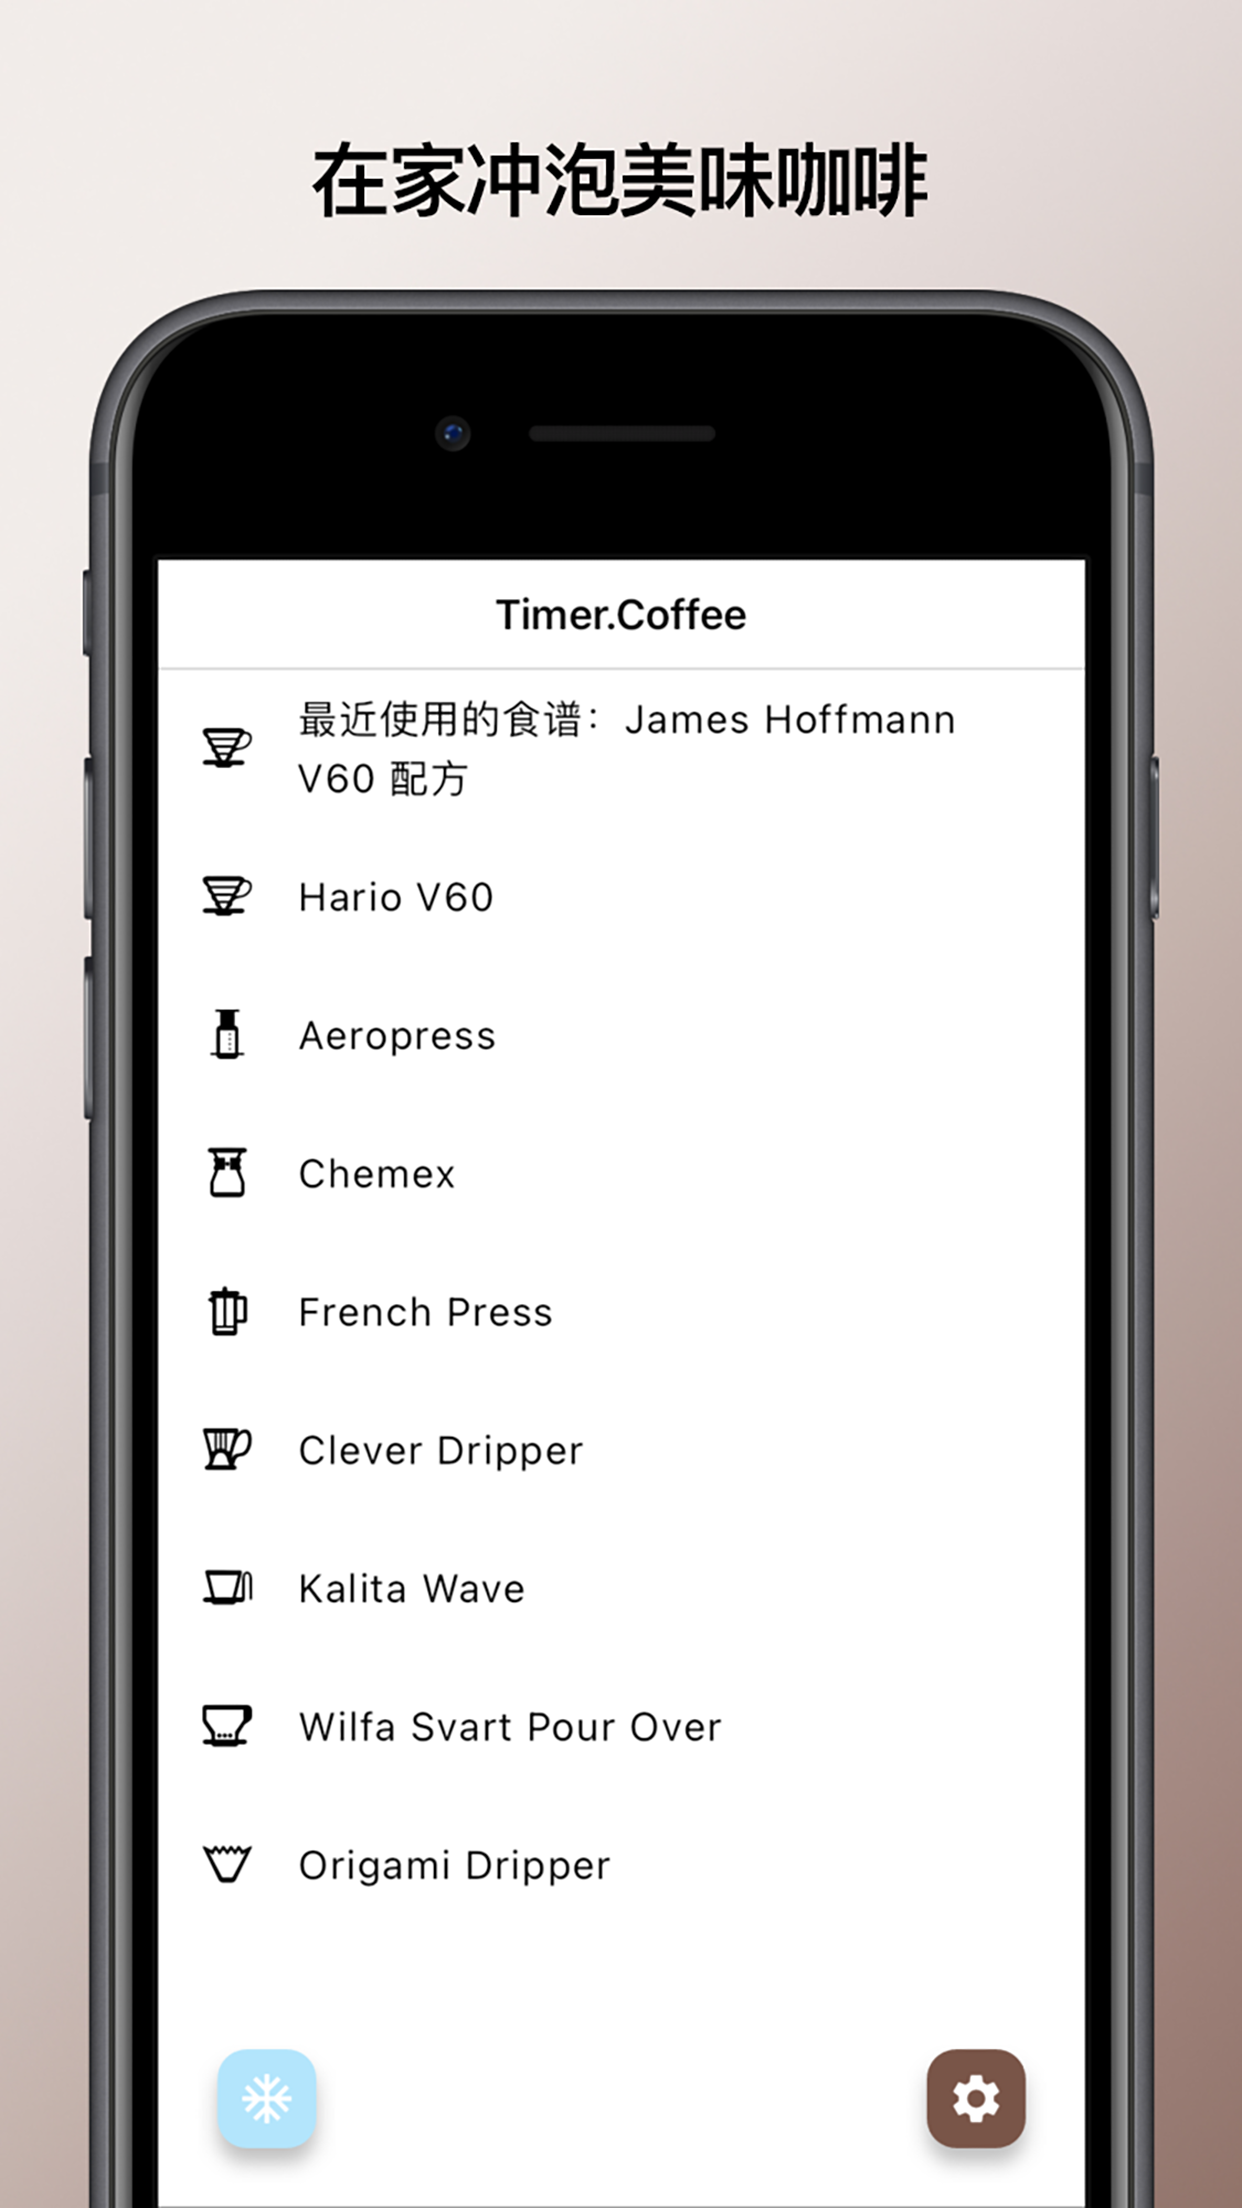 在家冲泡美味咖啡
Timer.Coffee
最近使用的食谱：James Hoffmann
V60 配方
Hario V60
Aeropress
Chemex
French Press
Clever Dripper
Kalita Wave
Wilfa Svart Pour Over
Origami Dripper